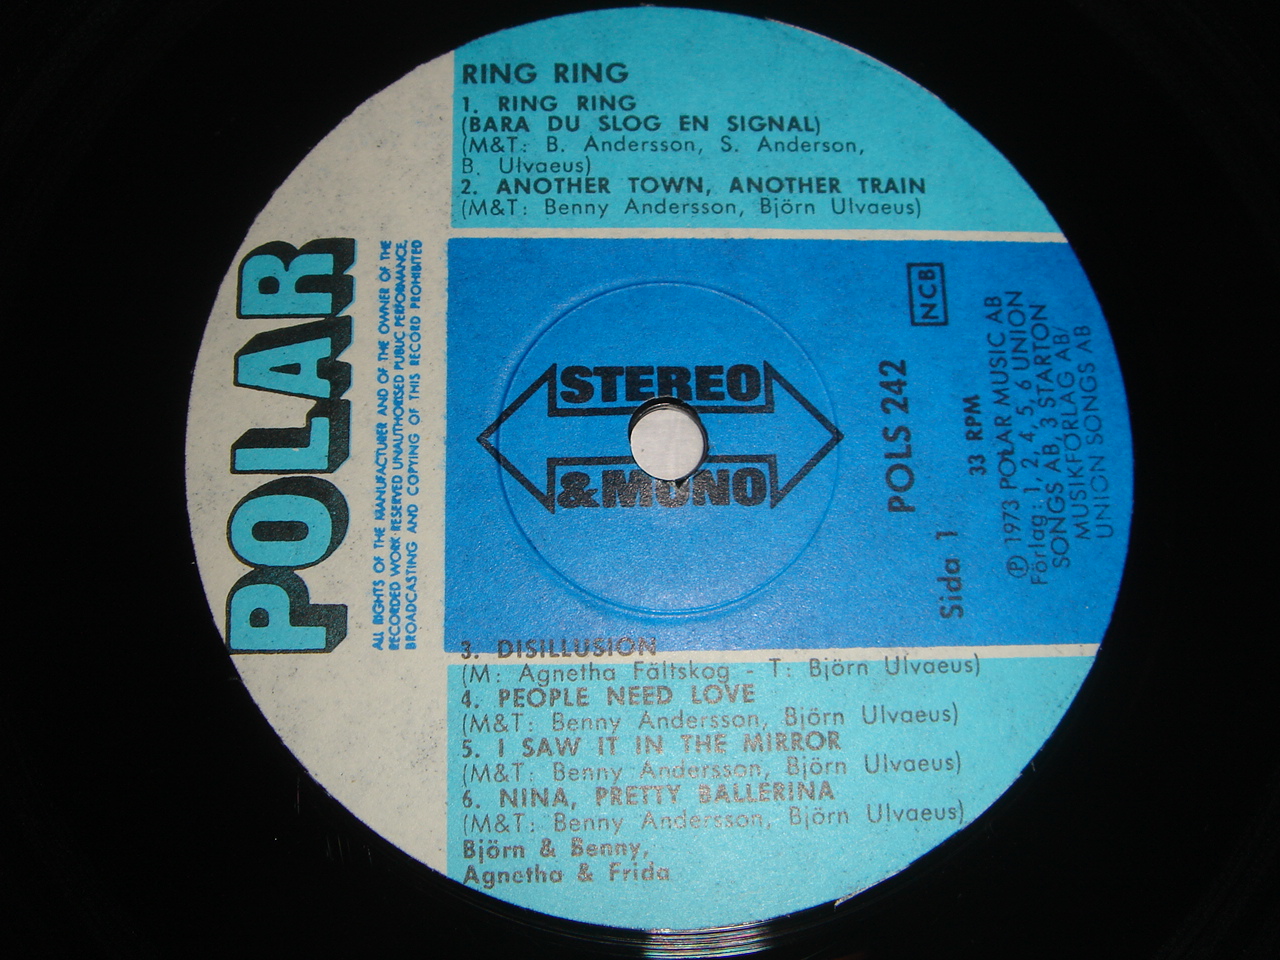 RING RING
1. RING RING
(BARA DU SLOG EN SIGNAL)
(M&T: B. Andersson, S. Anderson,
B. Ulvaeus)
2. ANOTHER TOWN, ANOTHER TRAIN
(M&T: Benny Andersson, Björn Ulvaeus)
POLAR
ALL RIGHTS OF THE MANUFACTURER AND OF THE OWNER OF THE
RECORDED WORK RESERVED UNAUTHORISED PUBLIC PERFORMANCE,
BROADCASTING AND COPYING OF THIS RECORD PROHIBITED
STEREO
&MONO
NCB
POLS 242
Sida 1
33 RPM
℗ 1973 POLAR MUSIC AB
Förlag: 1, 2, 4, 5, 6 UNION
SONGS AB, 3 STARTON
MUSIKFÖRLAG AB/
UNION SONGS AB
3. DISILLUSION
(M: Agnetha Fältskog - T: Björn Ulvaeus)
4. PEOPLE NEED LOVE
(M&T: Benny Andersson, Björn Ulvaeus)
5. I SAW IT IN THE MIRROR
(M&T: Benny Andersson, Björn Ulvaeus)
6. NINA, PRETTY BALLERINA
(M&T: Benny Andersson, Björn Ulvaeus)
Björn & Benny,
Agnetha & Frida